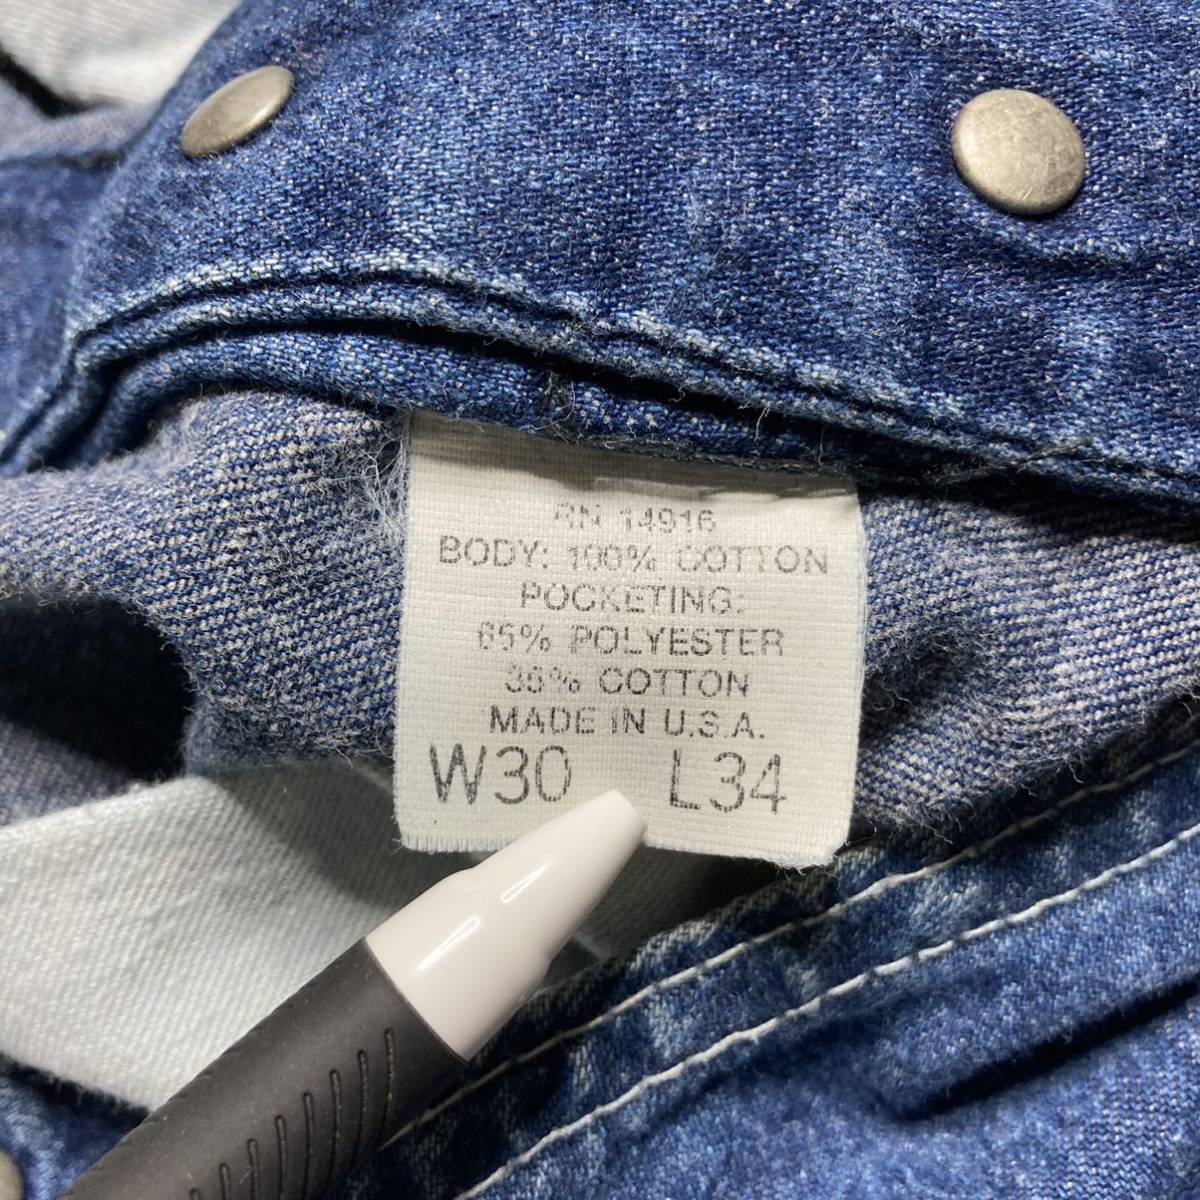 RN 14916
BODY: 100% COTTON
POCKETING:
65% POLYESTER
35% COTTON
MADE IN U.S.A.
W30 L34